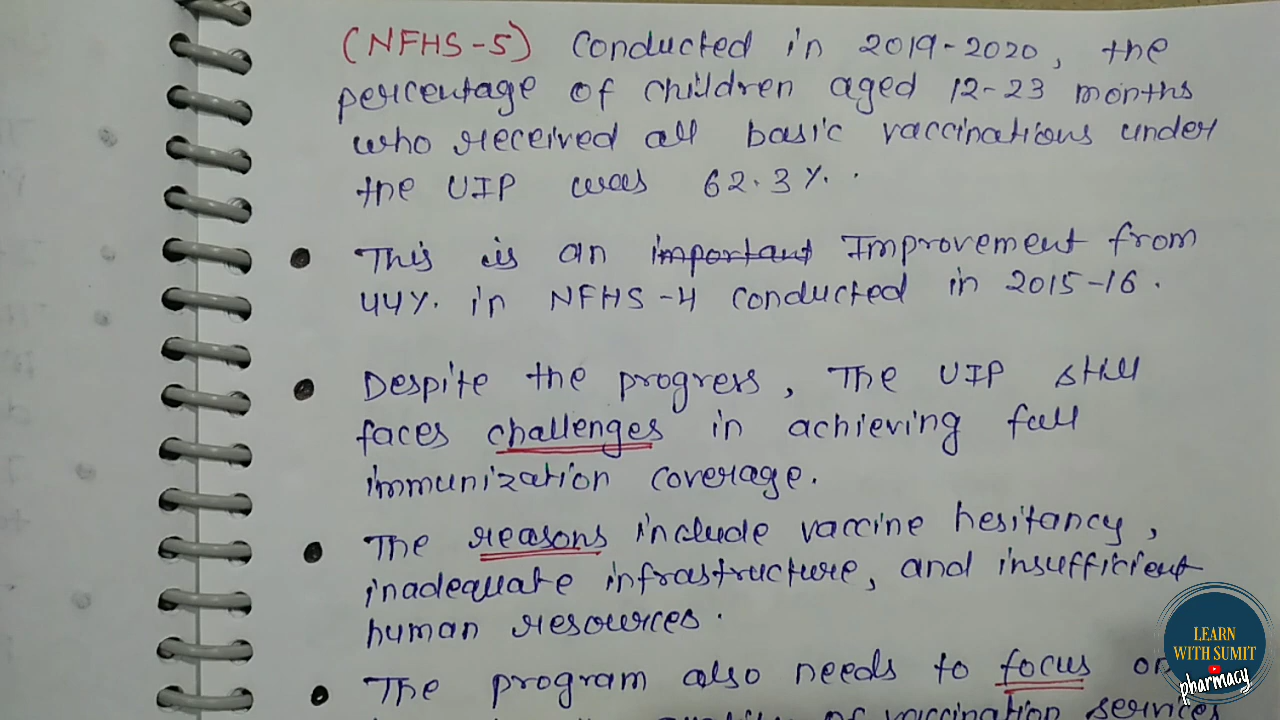 (NFHS-5) Conducted in 2019-2020, the
percentage of children aged 12-23 months
who received all basic vaccinations under
the UIP was 62.3%.
This is an important Improvement from
44% in NFHS-4 conducted in 2015-16.
Despite the progress, The UIP still
faces challenges in achieving full
immunization coverage.
The reasons include vaccine hesitancy,
inadequate infrastructure, and insufficient
human resources.
The program also needs to focus on
of vaccination services
LEARN
WITH SUMIT
pharmacy